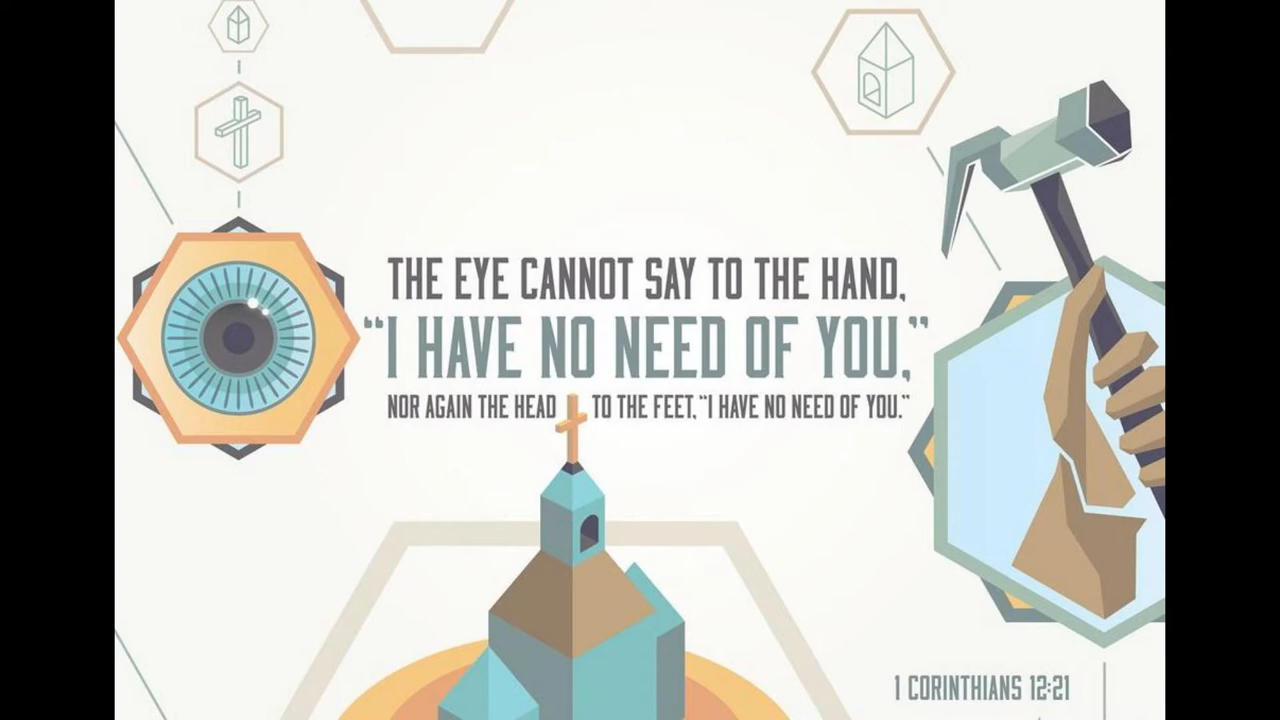 THE EYE CANNOT SAY TO THE HAND,
“I HAVE NO NEED OF YOU,”
NOR AGAIN THE HEAD TO THE FEET, “I HAVE NO NEED OF YOU.”
1 CORINTHIANS 12:21